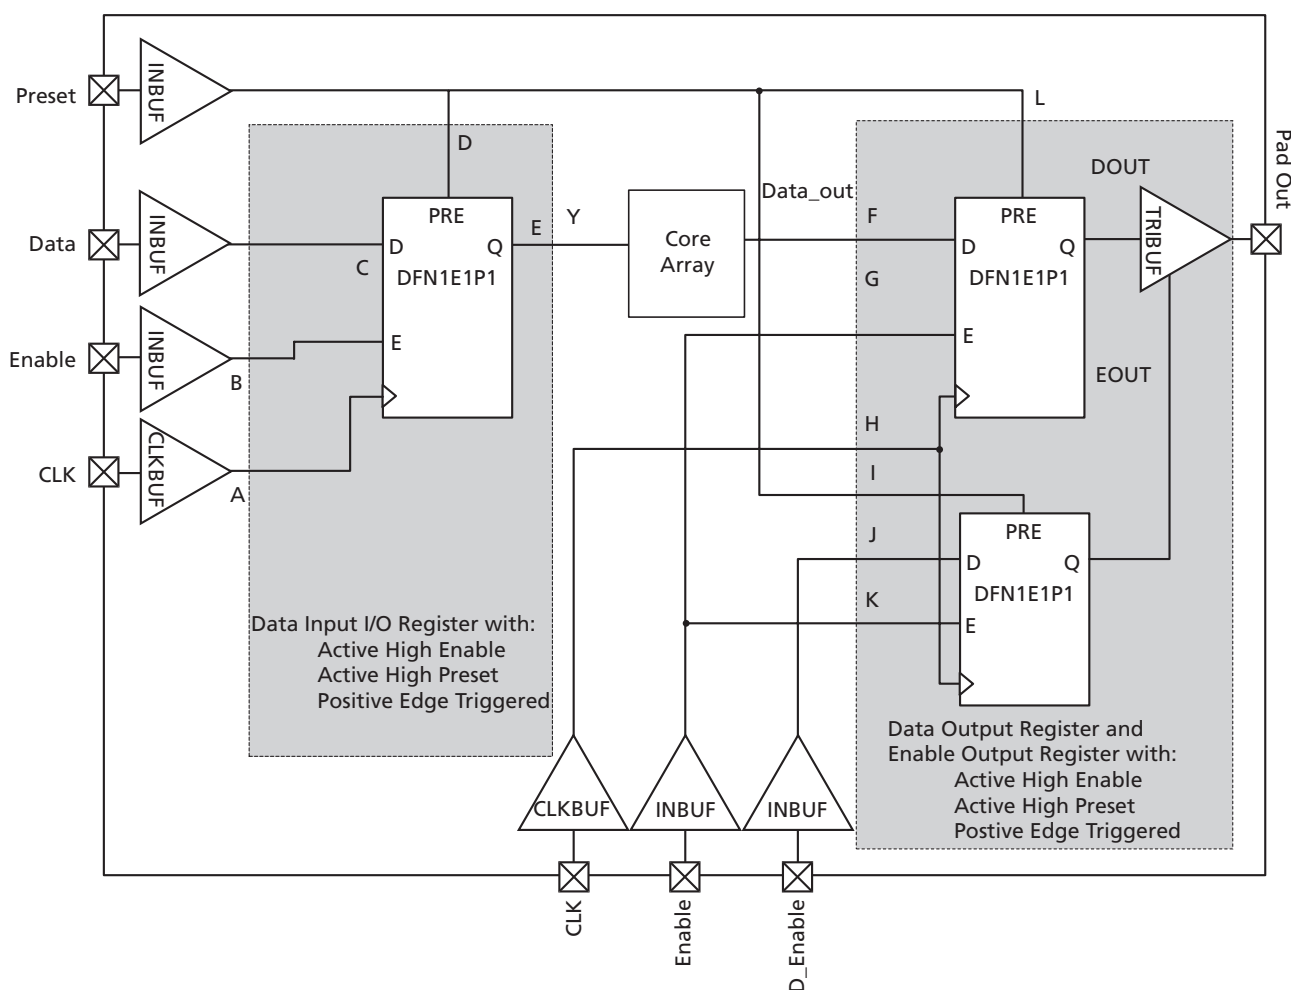 Preset
INBUF
L
D
Pad Out
DOUT
Data
INBUF
PRE
D
Q
C
DFN1E1P1
E
Y
Core
Array
Data_out
F
G
PRE
D
Q
DFN1E1P1
E
TRIBUF
EOUT
Enable
INBUF
B
E
CLK
CLKBUF
A
H
I
J
K
PRE
D
Q
DFN1E1P1
E
Data Input I/O Register with:
Active High Enable
Active High Preset
Positive Edge Triggered
Data Output Register and
Enable Output Register with:
Active High Enable
Active High Preset
Postive Edge Triggered
CLKBUF
INBUF
INBUF
CLK
Enable
D_Enable